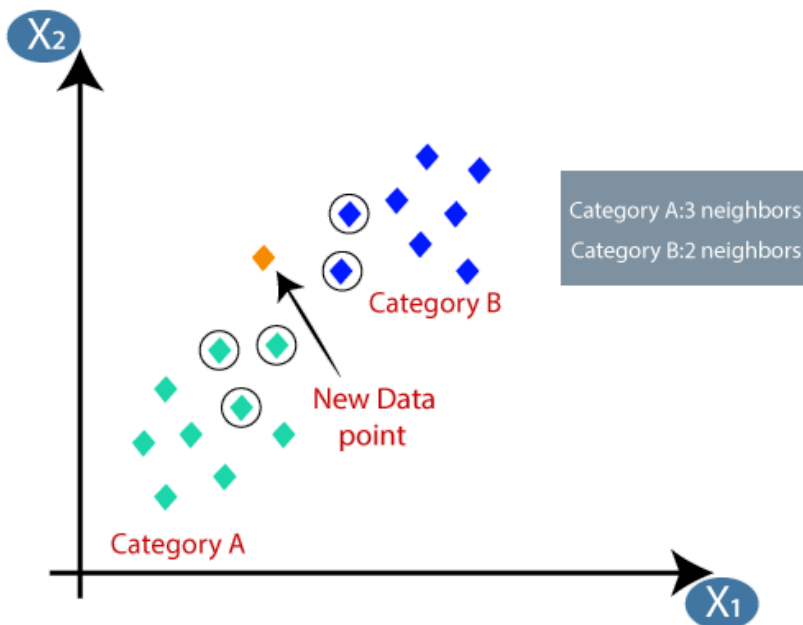 X₂
Category A:3 neighbors
Category B:2 neighbors
Category B
New Data
point
Category A
X₁